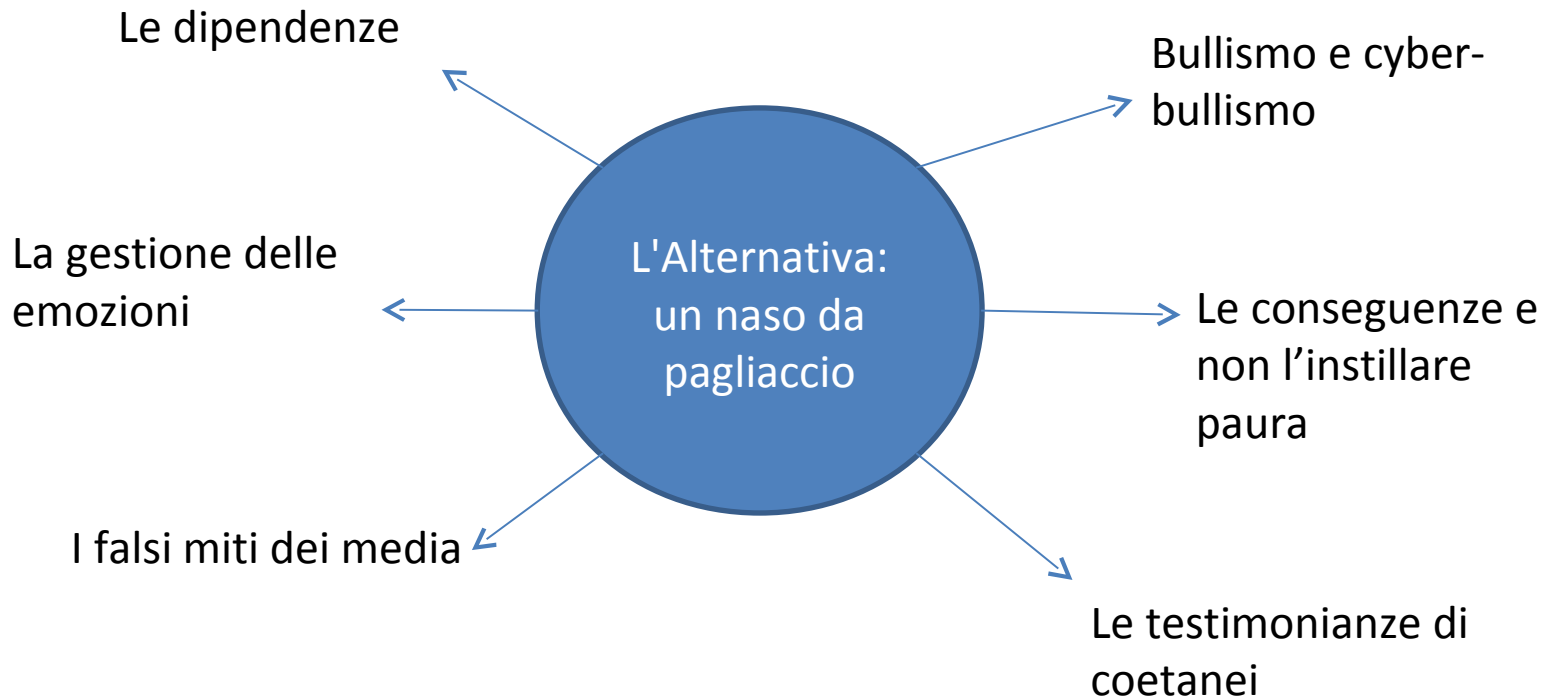 Le dipendenze
Bullismo e cyber-
bullismo
La gestione delle
emozioni
L'Alternativa:
un naso da
pagliaccio
Le conseguenze e
non l’instillare
paura
I falsi miti dei media
Le testimonianze di
coetanei